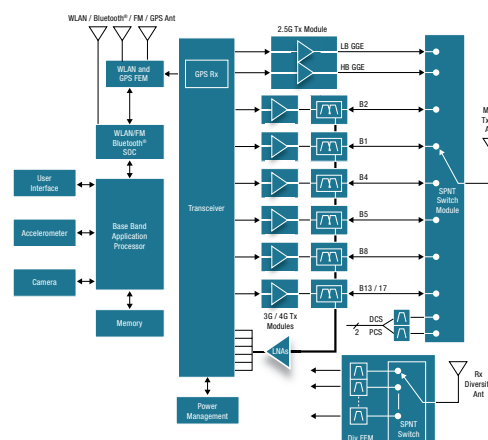 WLAN / Bluetooth® / FM / GPS Ant
2.5G Tx Module
WLAN and
GPS FEM
GPS Rx
LB GGE
HB GGE
B2
WLAN/FM
Bluetooth®
SOC
B1
User
Interface
B4
Transceiver
SPNT
Switch
Module
Accelerometer
Base Band
Application
Processor
B5
B8
Camera
B13 / 17
Memory
3G / 4G Tx
Modules
DCS
2
PCS
LNAs
Power
Management
Rx
Diversit
Ant
SPNT
Switch
Div FEM